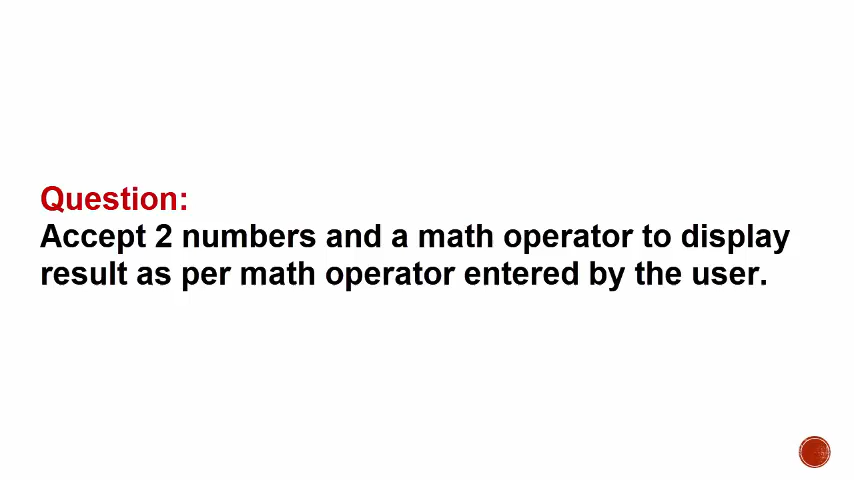 Question:
Accept 2 numbers and a math operator to display
result as per math operator entered by the user.